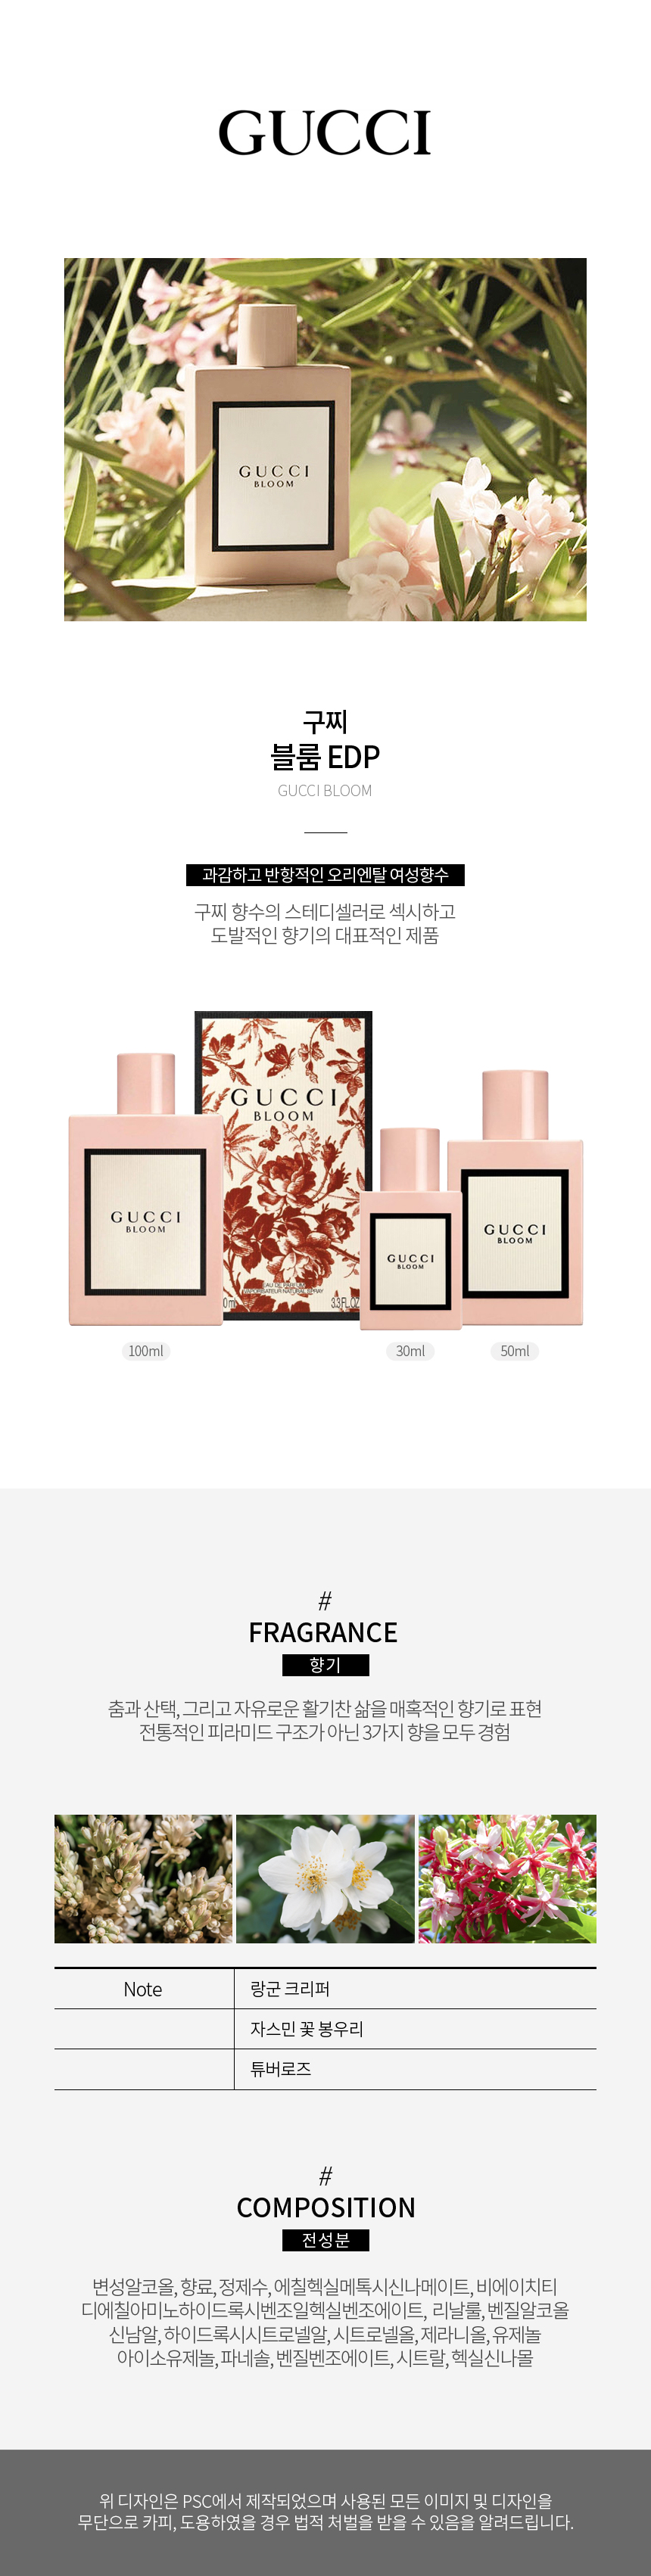 GUCCI
GUCCI
BLOOM
구찌
블룸 EDP
GUCCI BLOOM
과감하고 반항적인 오리엔탈 여성향수
구찌 향수의 스테디셀러로 섹시하고
도발적인 향기의 대표적인 제품
GUCCI
BLOOM
GUCCI
BLOOM
GUCCI
BLOOM
GUCCI
BLOOM
EAU DE PARFUM
VAPORISATEUR NATURAL SPRAY
0 ml
3.3 FL.OZ
100ml
30ml
50ml
#
FRAGRANCE
향기
춤과 산택, 그리고 자유로운 활기찬 삶을 매혹적인 향기로 표현
전통적인 피라미드 구조가 아닌 3가지 향을 모두 경험
Note
랑군 크리퍼
자스민 꽃 봉우리
튜버로즈
#
COMPOSITION
전성분
변성알코올, 향료, 정제수, 에칠헥실메톡시신나메이트, 비에이치티
디에칠아미노하이드록시벤조일헥실벤조에이트, 리날룰, 벤질알코올
신남알, 하이드록시시트로넬알, 시트로넬올, 제라니올, 유제놀
아이소유제놀, 파네솔, 벤질벤조에이트, 시트랄, 헥실신나몰
위 디자인은 PSC에서 제작되었으며 사용된 모든 이미지 및 디자인을
무단으로 카피, 도용하였을 경우 법적 처벌을 받을 수 있음을 알려드립니다.